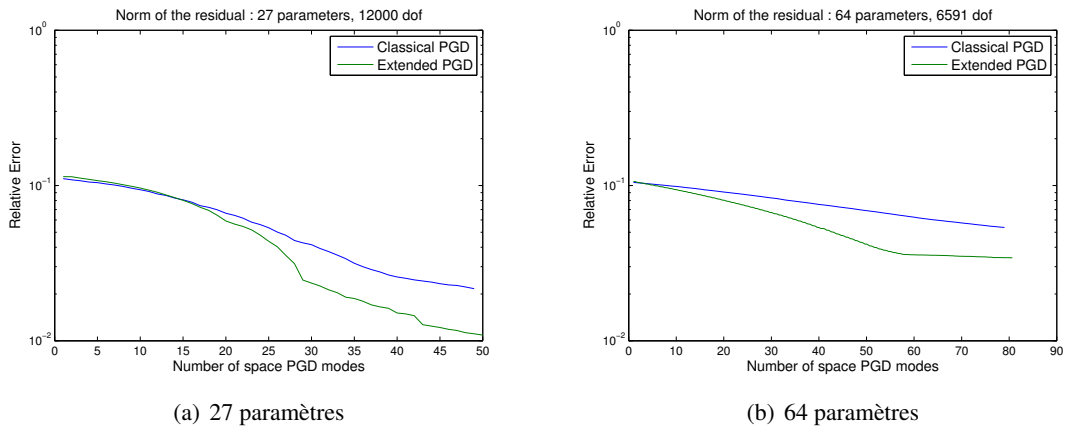 Norm of the residual : 27 parameters, 12000 dof
Classical PGD
Extended PGD
Relative Error
10^0
10^-1
10^-2
0 5 10 15 20 25 30 35 40 45 50
Number of space PGD modes
(a) 27 paramètres
Norm of the residual : 64 parameters, 6591 dof
Classical PGD
Extended PGD
Relative Error
10^0
10^-1
10^-2
0 10 20 30 40 50 60 70 80 90
Number of space PGD modes
(b) 64 paramètres